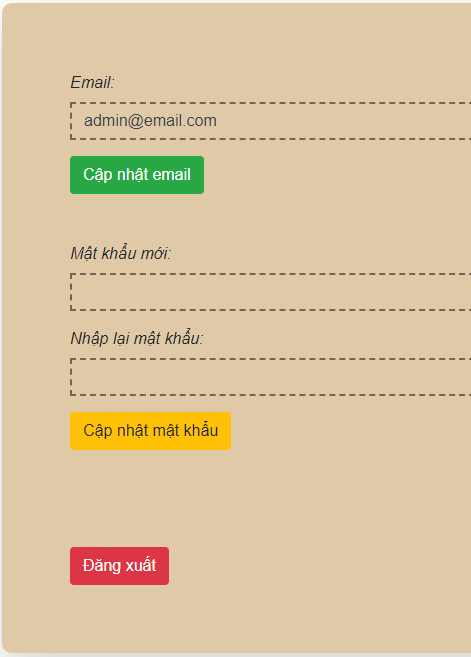 Email:
admin@email.com
Cập nhật email
Mật khẩu mới:
Nhập lại mật khẩu:
Cập nhật mật khẩu
Đăng xuất